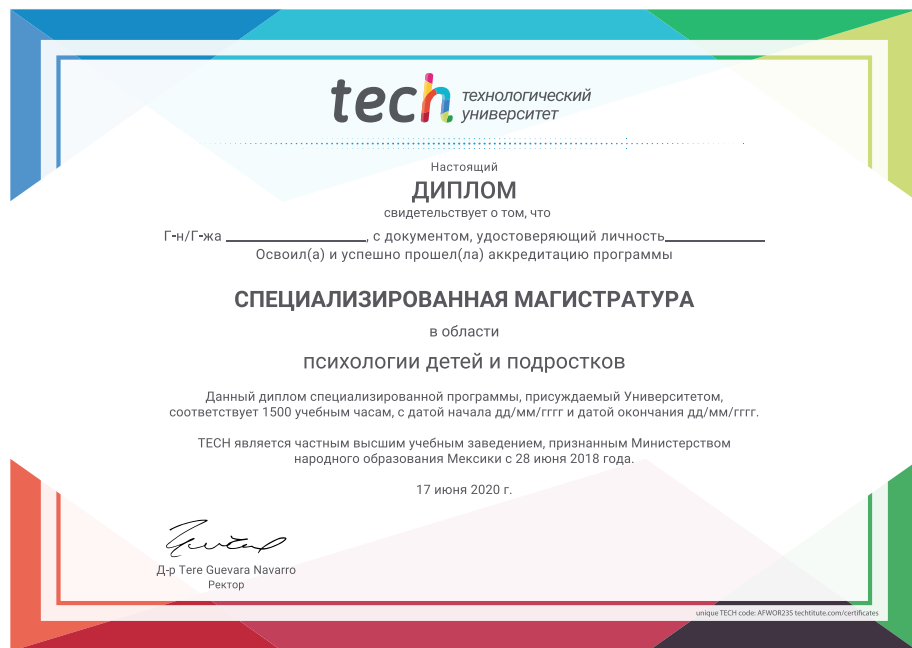 tech технологический
университет
Настоящий
ДИПЛОМ
свидетельствует о том, что
Г-н/Г-жа ____________, с документом, удостоверяющий личность____________
Освоил(а) и успешно прошел(ла) аккредитацию программы
СПЕЦИАЛИЗИРОВАННАЯ МАГИСТРАТУРА
в области
психологии детей и подростков
Данный диплом специализированной программы, присуждаемый Университетом,
соответствует 1500 учебным часам, с датой начала дд/мм/гггг и датой окончания дд/мм/гггг.
TECH является частным высшим учебным заведением, признанным Министерством
народного образования Мексики с 28 июня 2018 года.
17 июня 2020 г.
Д-р Tere Guevara Navarro
Ректор
unique TECH code: AFWOR23S techtitute.com/certificates